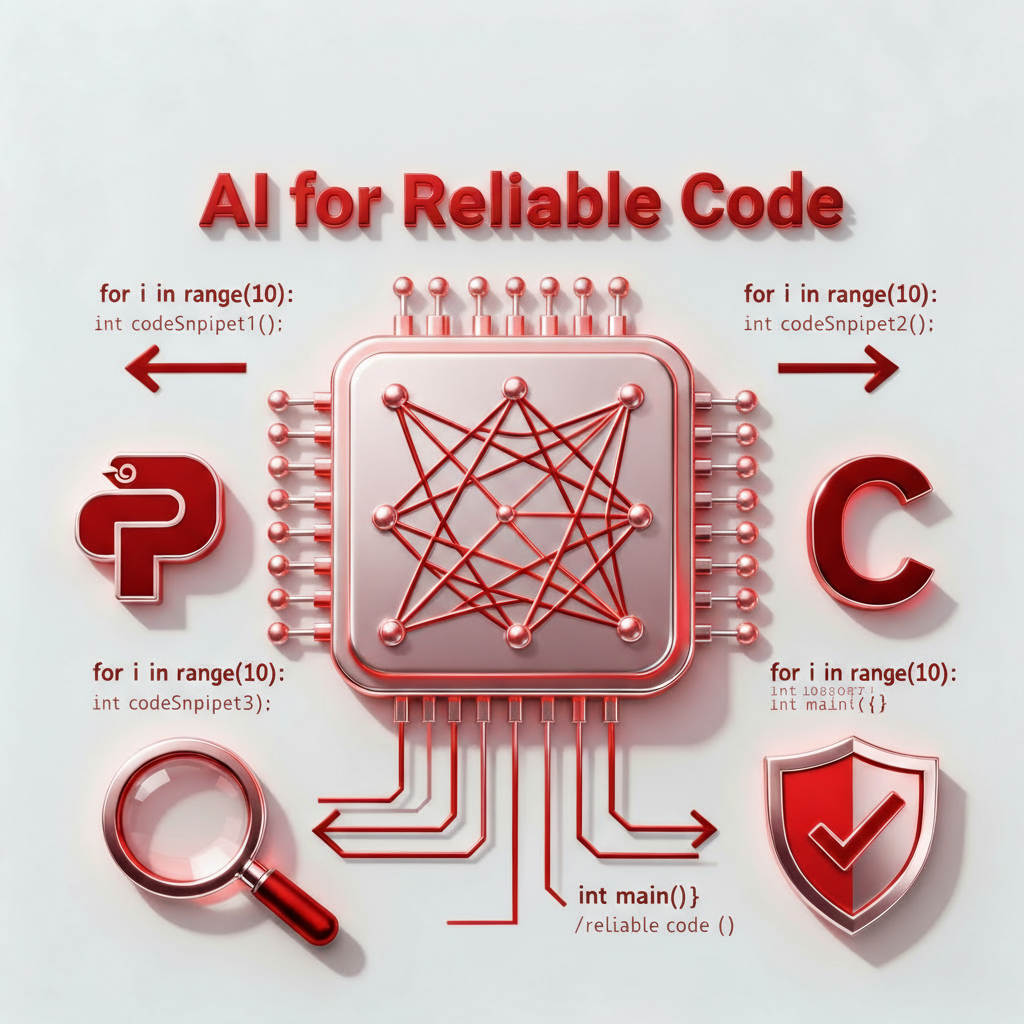 AI for Reliable Code
for i in range(10):
int codeSnpipet1();
for i in range(10):
int codeSnpipet2();
C
for i in range(10):
int codeSnpipet3);
for i in range(10):
int
int main({}
int main()}
/reliable code ()